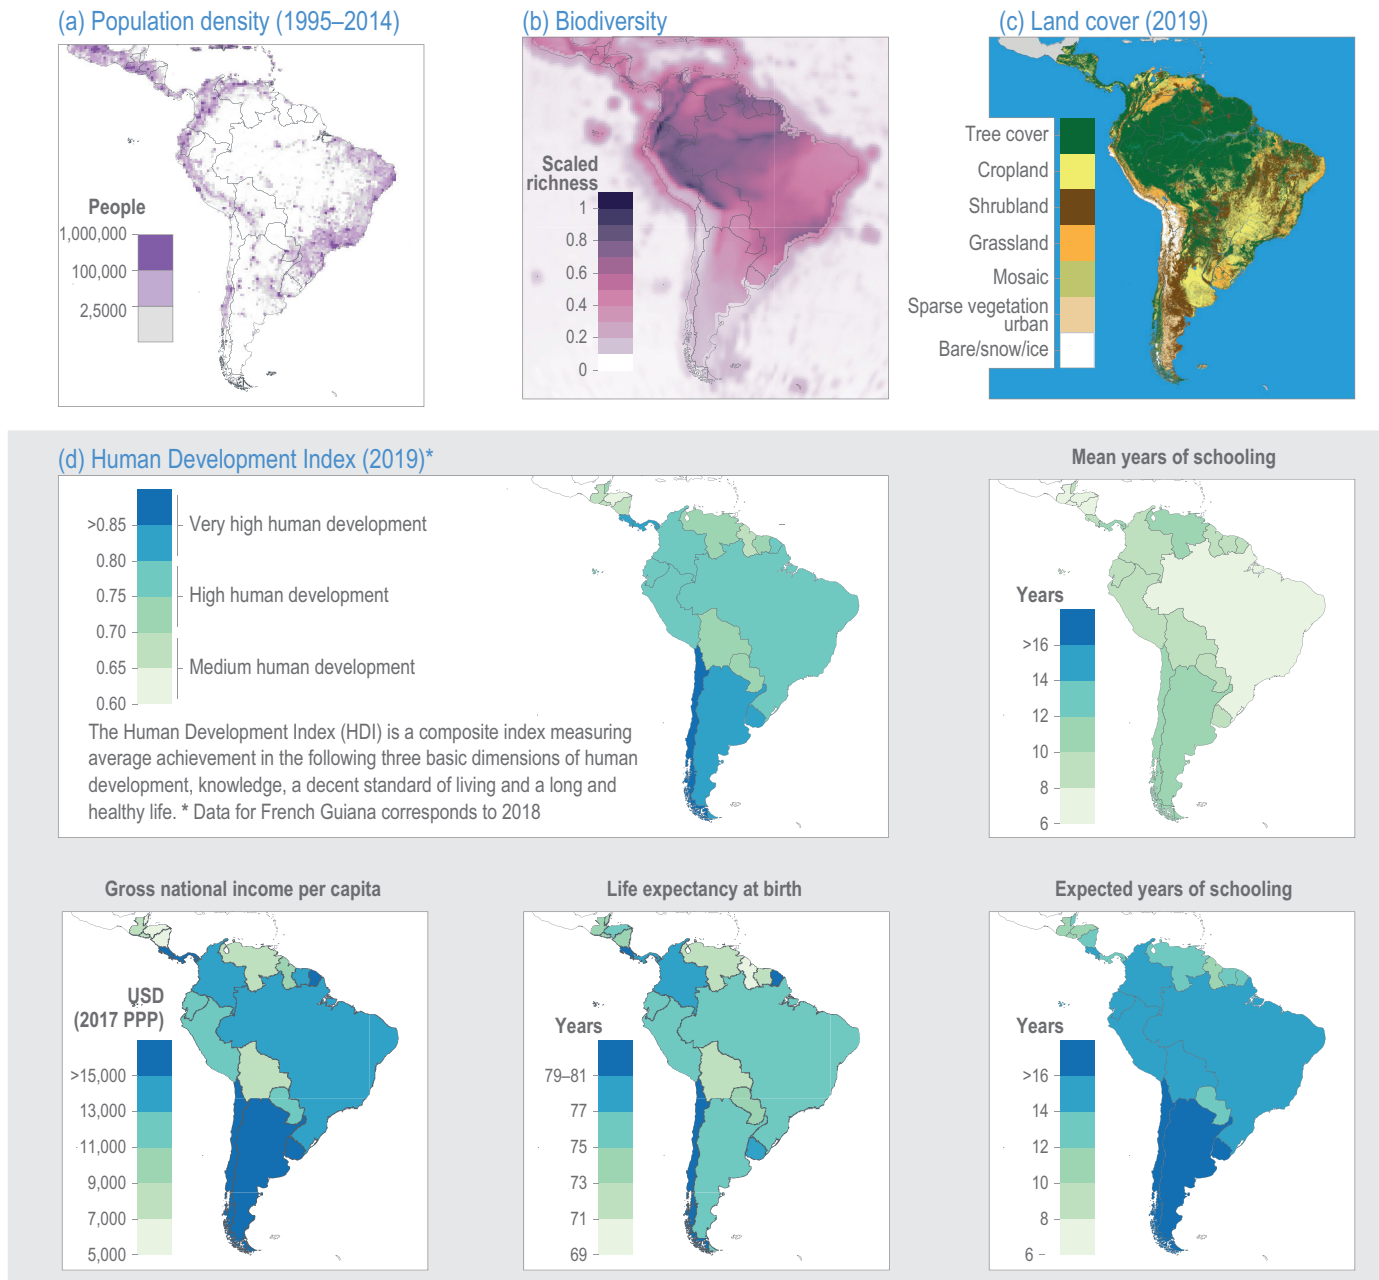 (a) Population density (1995–2014)
People
1,000,000
100,000
2,5000
(b) Biodiversity
Scaled
richness
1
0.8
0.6
0.4
0.2
0
(c) Land cover (2019)
Tree cover
Cropland
Shrubland
Grassland
Mosaic
Sparse vegetation
urban
Bare/snow/ice
(d) Human Development Index (2019)*
>0.85
0.80
0.75
0.70
0.65
0.60
Very high human development
High human development
Medium human development
The Human Development Index (HDI) is a composite index measuring
average achievement in the following three basic dimensions of human
development, knowledge, a decent standard of living and a long and
healthy life. * Data for French Guiana corresponds to 2018
Mean years of schooling
Years
>16
14
12
10
8
6
Gross national income per capita
USD
(2017 PPP)
>15,000
13,000
11,000
9,000
7,000
5,000
Life expectancy at birth
Years
79–81
77
75
73
71
69
Expected years of schooling
Years
>16
14
12
10
8
6